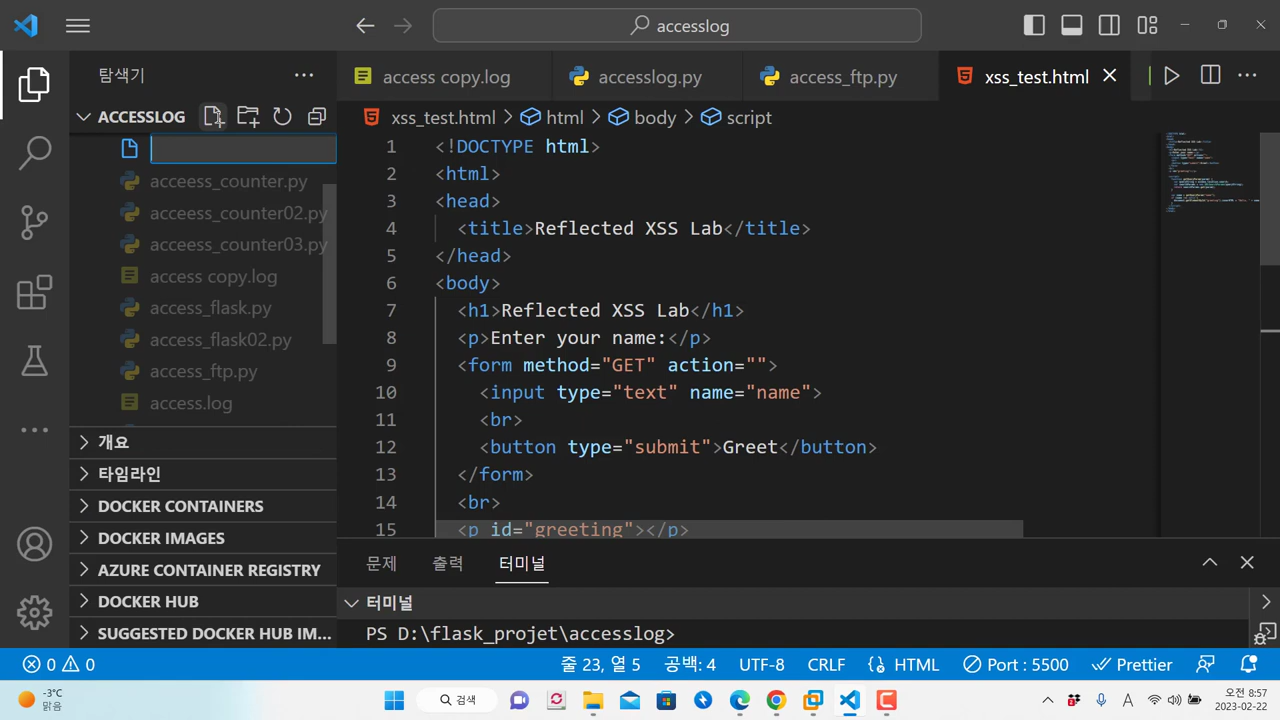 accesslog
탐색기
access copy.log
accesslog.py
access_ftp.py
xss_test.html
ACCESSLOG
xss_test.html > html > body > script
acceess_counter.py
acceess_counter02.py
acceess_counter03.py
access copy.log
access_flask.py
access_flask02.py
access_ftp.py
access.log
1 <!DOCTYPE html>
2 <html>
3 <head>
4 <title>Reflected XSS Lab</title>
5 </head>
6 <body>
7 <h1>Reflected XSS Lab</h1>
8 <p>Enter your name:</p>
9 <form method="GET" action="">
10 <input type="text" name="name">
11 <br>
12 <button type="submit">Greet</button>
13 </form>
14 <br>
15 <p id="greeting"></p>
개요
타임라인
DOCKER CONTAINERS
DOCKER IMAGES
AZURE CONTAINER REGISTRY
DOCKER HUB
SUGGESTED DOCKER HUB IM...
문제 출력 터미널
터미널
PS D:\flask_projet\accesslog>
0 0 줄 23, 열 5 공백: 4 UTF-8 CRLF HTML Port : 5500 Prettier
-3°C
맑음
검색
A
오전 8:57
2023-02-22